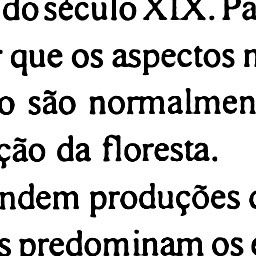 do século XIX. Pa
r que os aspectos n
o são normalmen
ção da floresta.
ndem produções
s predominam os e